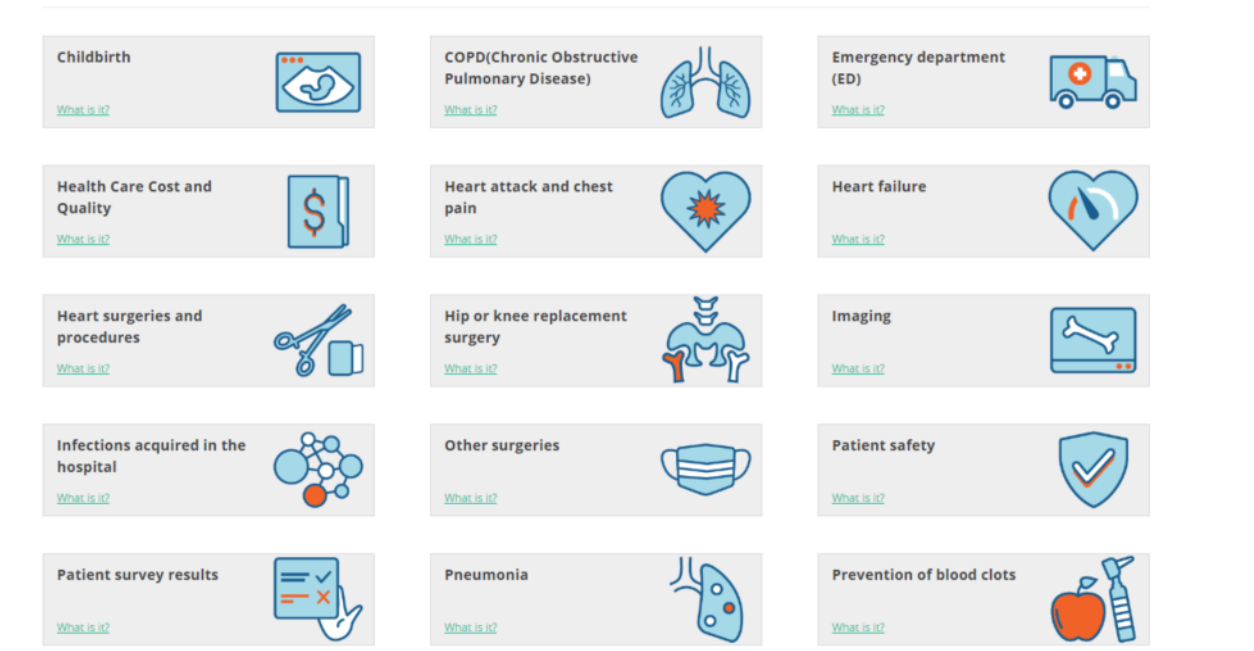 Childbirth
What is it?
COPD(Chronic Obstructive
Pulmonary Disease)
What is it?
Emergency department
(ED)
What is it?
Health Care Cost and
Quality
What is it?
Heart attack and chest
pain
What is it?
Heart failure
What is it?
Heart surgeries and
procedures
What is it?
Hip or knee replacement
surgery
What is it?
Imaging
What is it?
Infections acquired in the
hospital
What is it?
Other surgeries
What is it?
Patient safety
What is it?
Patient survey results
What is it?
Pneumonia
What is it?
Prevention of blood clots
What is it?